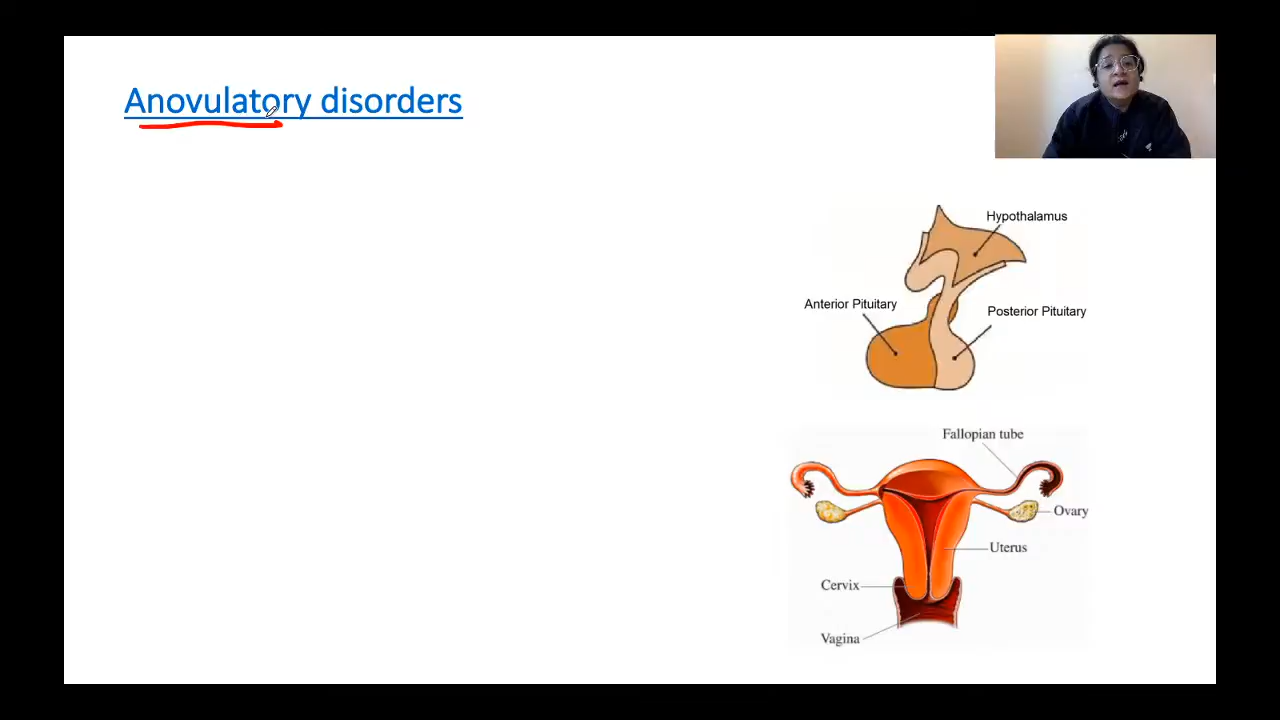 Anovulatory disorders
Hypothalamus
Anterior Pituitary
Posterior Pituitary
Fallopian tube
Ovary
Uterus
Cervix
Vagina